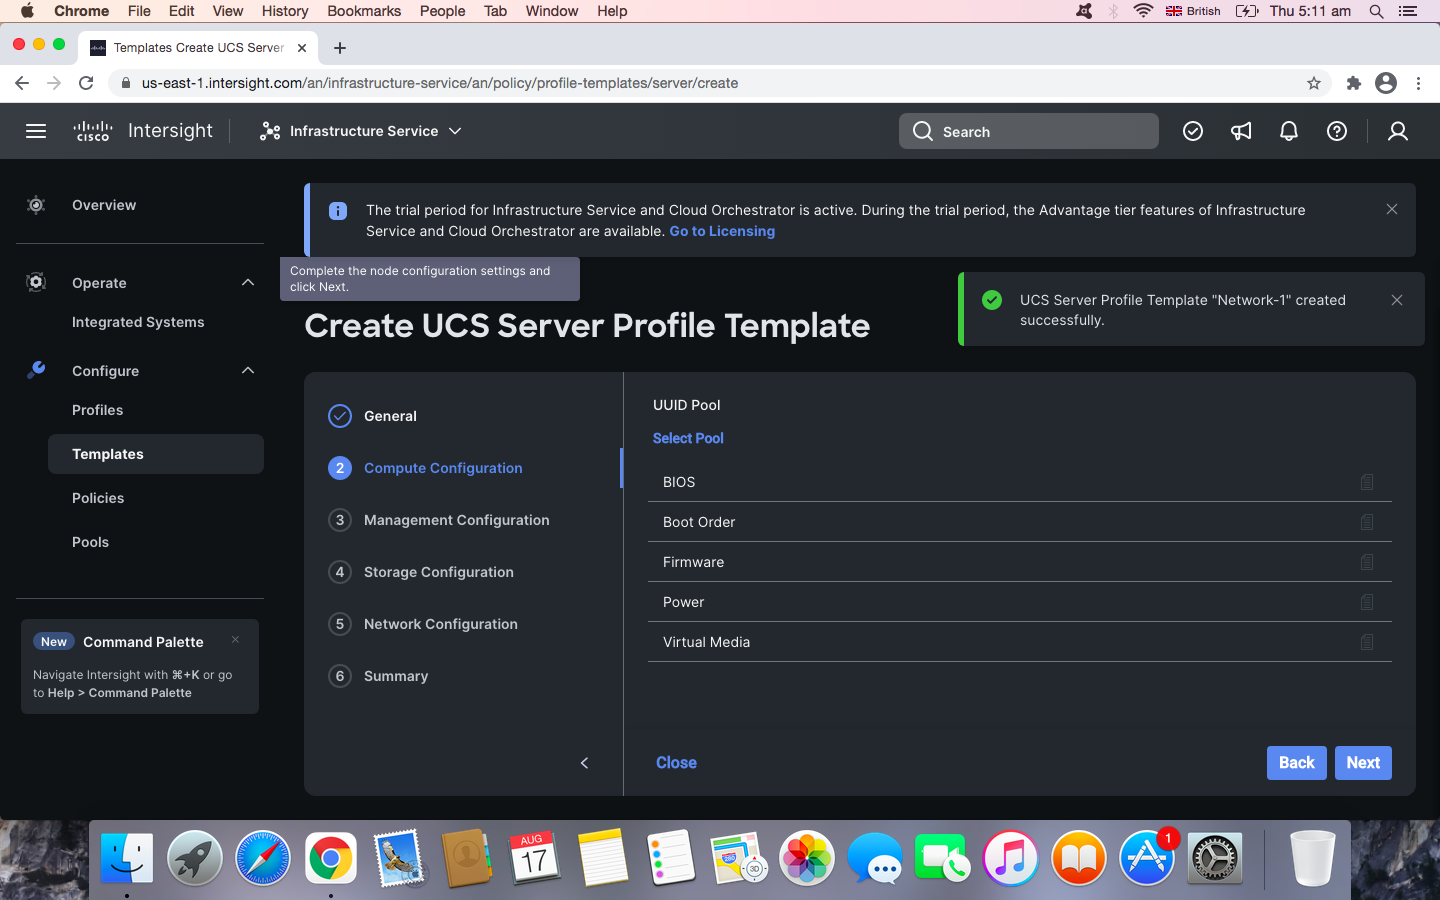 Chrome File Edit View History Bookmarks People Tab Window Help British Thu 5:11 am
Templates Create UCS Server
us-east-1.intersight.com/an/infrastructure-service/an/policy/profile-templates/server/create
CISCO Intersight Infrastructure Service Search
Overview
Operate
Integrated Systems
Configure
Profiles
Templates
Policies
Pools
New Command Palette
Navigate Intersight with ⌘+K or go
to Help > Command Palette
The trial period for Infrastructure Service and Cloud Orchestrator is active. During the trial period, the Advantage tier features of Infrastructure
Service and Cloud Orchestrator are available. Go to Licensing
Complete the node configuration settings and
click Next.
UCS Server Profile Template "Network-1" created
successfully.
Create UCS Server Profile Template
General
2 Compute Configuration
3 Management Configuration
4 Storage Configuration
5 Network Configuration
6 Summary
UUID Pool
Select Pool
BIOS
Boot Order
Firmware
Power
Virtual Media
Close Back Next
AUG
17
280
3D
1